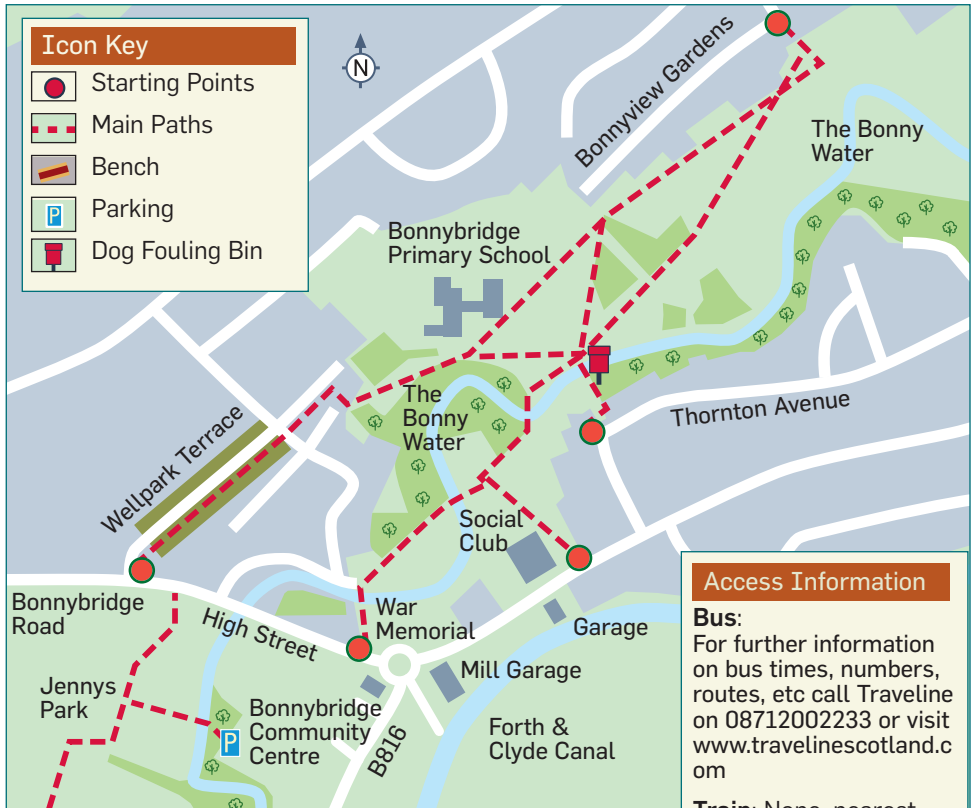 Icon Key
Starting Points
Main Paths
Bench
P
Parking
Dog Fouling Bin
N
Bonnyview Gardens
The Bonny
Water
Bonnybridge
Primary School
The
Bonny
Water
Thornton Avenue
Wellpark Terrace
Social
Club
Bonnybridge
Road
High Street
War
Memorial
Garage
Mill Garage
Jennys
Park
Bonnybridge
Community
Centre
P
B816
Forth &
Clyde Canal
Access Information
Bus:
For further information
on bus times, numbers,
routes, etc call Traveline
on 08712002233 or visit
www.travelinescotland.c
om
Train: None, nearest